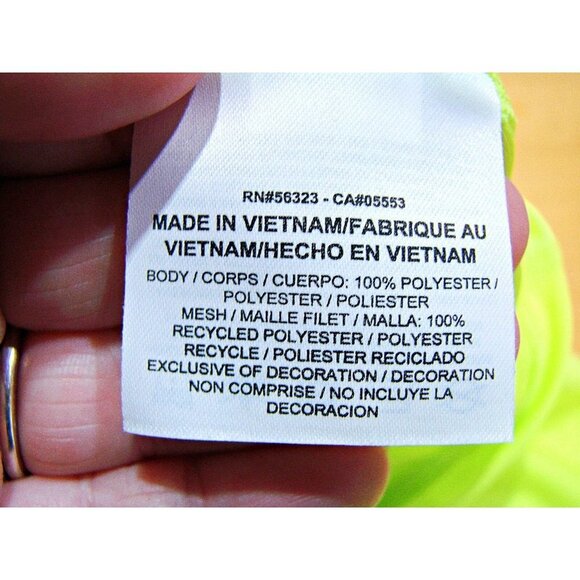 RN#56323 - CA#05553
MADE IN VIETNAM/FABRIQUE AU
VIETNAM/HECHO EN VIETNAM
BODY / CORPS / CUERPO: 100% POLYESTER /
POLYESTER / POLIESTER
MESH / MAILLE FILET / MALLA: 100%
RECYCLED POLYESTER / POLYESTER
RECYCLE / POLIESTER RECICLADO
EXCLUSIVE OF DECORATION / DECORATION
NON COMPRISE / NO INCLUYE LA
DECORACION